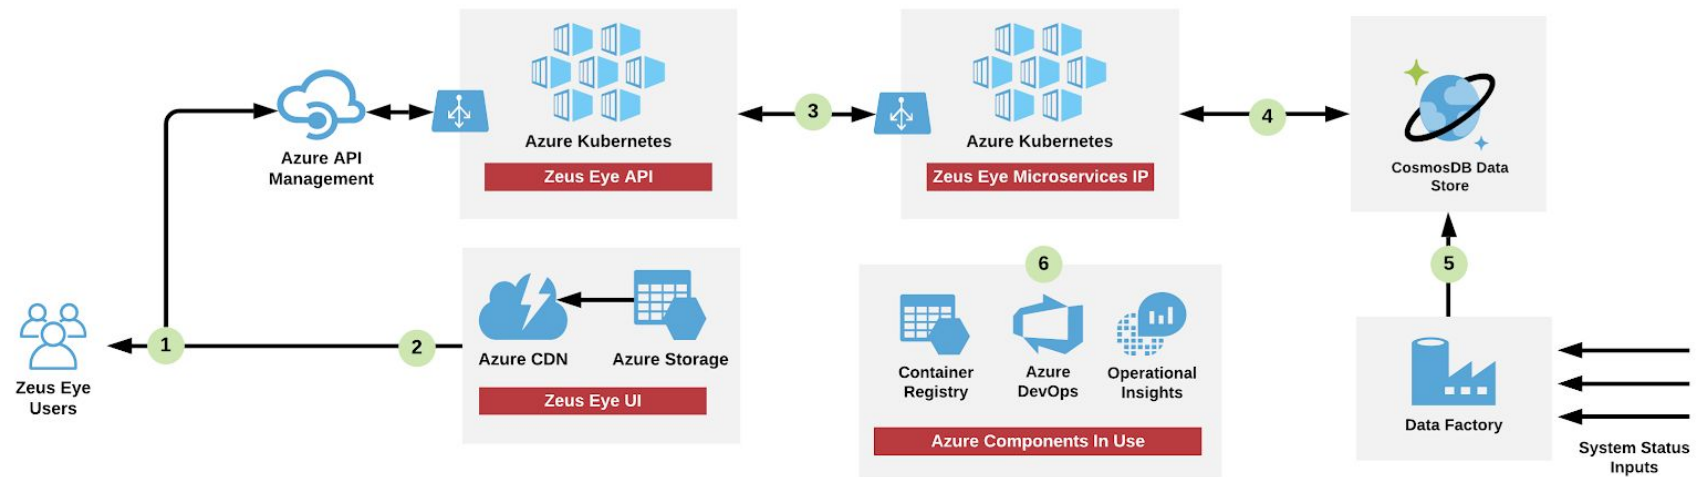 Azure API
Management
Azure Kubernetes
Zeus Eye API
3
Azure Kubernetes
Zeus Eye Microservices IP
4
CosmosDB Data
Store
Zeus Eye
Users
1
2
Azure CDN
Azure Storage
Zeus Eye UI
6
Container
Registry
Azure
DevOps
Operational
Insights
Azure Components In Use
5
Data Factory
System Status
Inputs